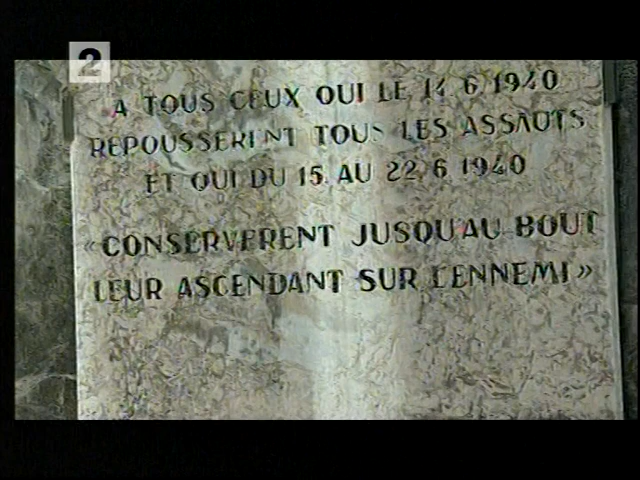 2
A TOUS CEUX QUI LE 14 6 1940
REPOUSSERENT TOUS LES ASSAUTS
ET QUI DU 15 AU 22 6 1940
« CONSERVERENT JUSQU'AU BOUT
LEUR ASCENDANT SUR L'ENNEMI »